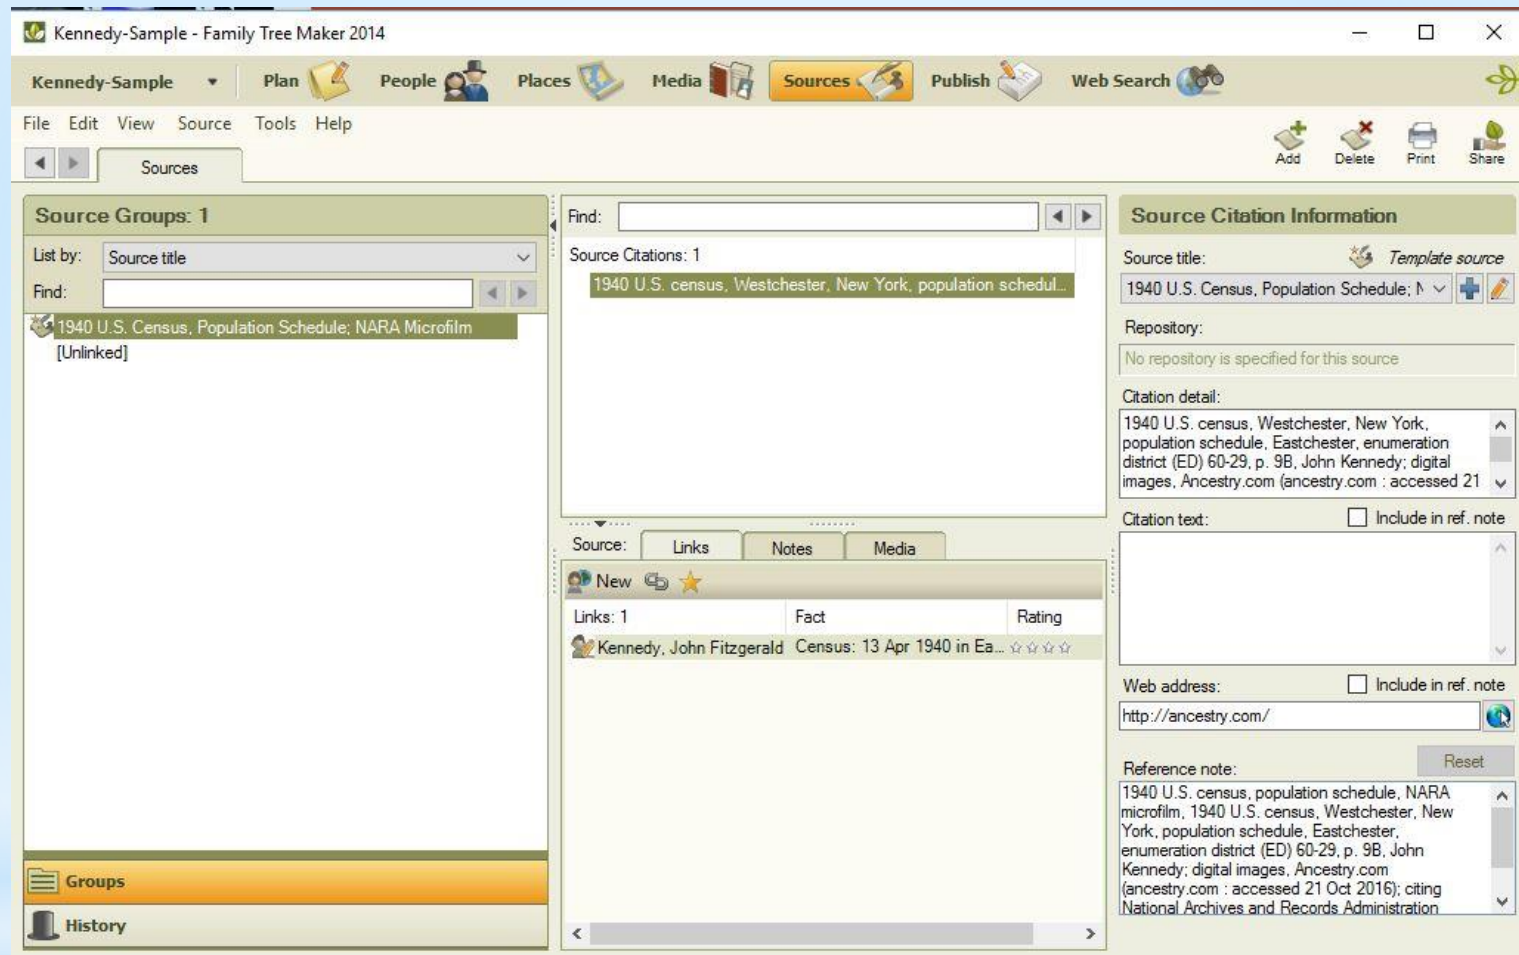 Kennedy-Sample - Family Tree Maker 2014
Kennedy-Sample Plan People Places Media Sources Publish Web Search
File Edit View Source Tools Help
Add Delete Print Share
Sources
Source Groups: 1
List by: Source title
Find:
1940 U.S. Census, Population Schedule; NARA Microfilm
[Unlinked]
Groups
History
Find:
Source Citations: 1
1940 U.S. census, Westchester, New York, population schedul...
Source: Links Notes Media
New
Links: 1 Fact Rating
Kennedy, John Fitzgerald Census: 13 Apr 1940 in Ea...
Source Citation Information
Source title: Template source
1940 U.S. Census, Population Schedule; N
Repository:
No repository is specified for this source
Citation detail:
1940 U.S. census, Westchester, New York,
population schedule, Eastchester, enumeration
district (ED) 60-29, p. 9B, John Kennedy; digital
images, Ancestry.com (ancestry.com : accessed 21
Citation text: Include in ref. note
Web address: Include in ref. note
http://ancestry.com/
Reference note: Reset
1940 U.S. census, population schedule, NARA
microfilm, 1940 U.S. census, Westchester, New
York, population schedule, Eastchester,
enumeration district (ED) 60-29, p. 9B, John
Kennedy; digital images, Ancestry.com
(ancestry.com : accessed 21 Oct 2016); citing
National Archives and Records Administration